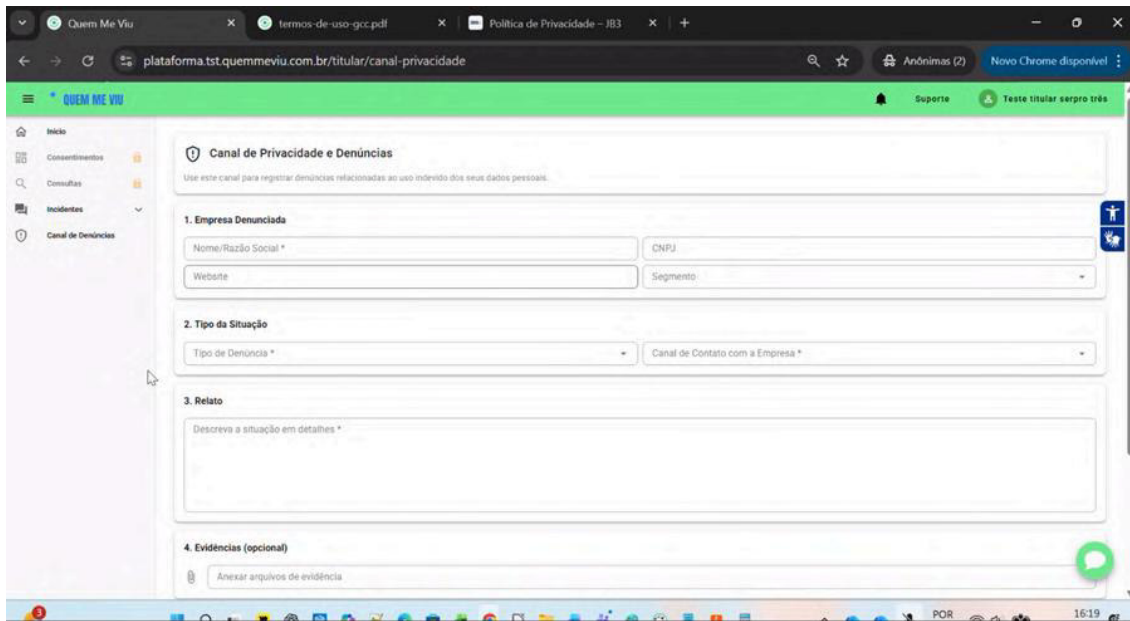 Quem Me Viu
termos-de-uso-gcc.pdf
Política de Privacidade – JB3
plataforma.tst.quemmeviu.com.br/titular/canal-privacidade
Anônimas (2)
Novo Chrome disponível
QUEM ME VIU
Suporte
Teste titular serpro três
Início
Consentimentos
Consultas
Incidentes
Canal de Denúncias
Canal de Privacidade e Denúncias
Use este canal para registrar denúncias relacionadas ao uso indevido dos seus dados pessoais.
1. Empresa Denunciada
Nome/Razão Social *
CNPJ
Website
Segmento
2. Tipo da Situação
Tipo de Denúncia *
Canal de Contato com a Empresa *
3. Relato
Descreva a situação em detalhes *
4. Evidências (opcional)
Anexar arquivos de evidência
3
POR
16:19